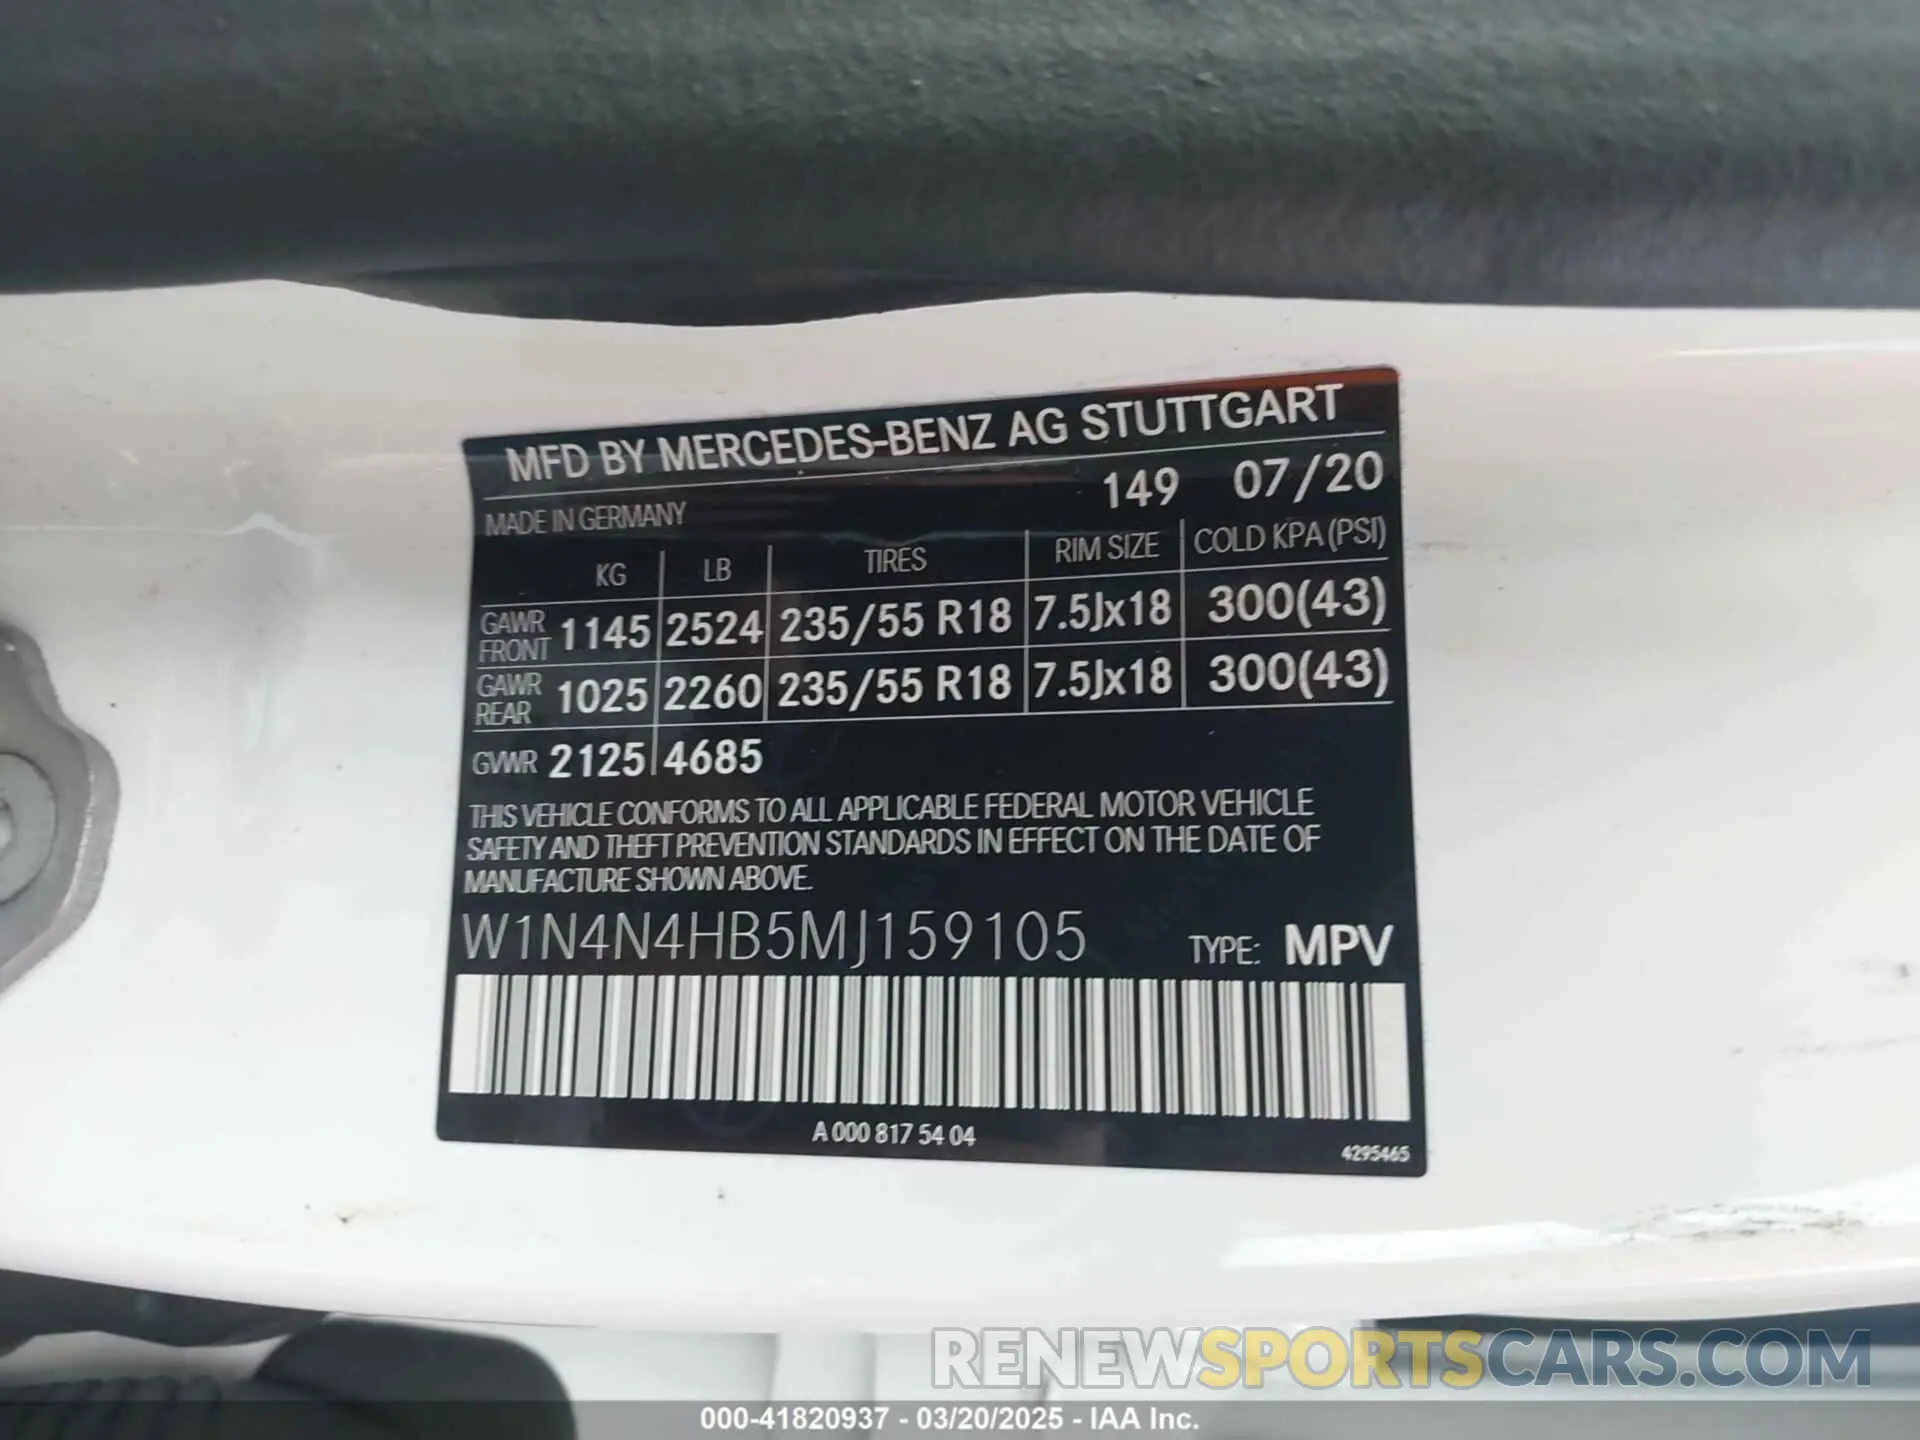 MFD BY MERCEDES-BENZ AG STUTTGART
149 07/20
MADE IN GERMANY
KG LB TIRES RIM SIZE COLD KPA (PSI)
GAWR FRONT 1145 2524 235/55 R18 7.5Jx18 300(43)
GAWR REAR 1025 2260 235/55 R18 7.5Jx18 300(43)
GVWR 2125 4685
THIS VEHICLE CONFORMS TO ALL APPLICABLE FEDERAL MOTOR VEHICLE
SAFETY AND THEFT PREVENTION STANDARDS IN EFFECT ON THE DATE OF
MANUFACTURE SHOWN ABOVE.
W1N4N4HB5MJ159105 TYPE: MPV
A 000 817 54 04
4295465
RENEWSPORTSCARS.COM
000-41820937 - 03/20/2025 - IAA Inc.